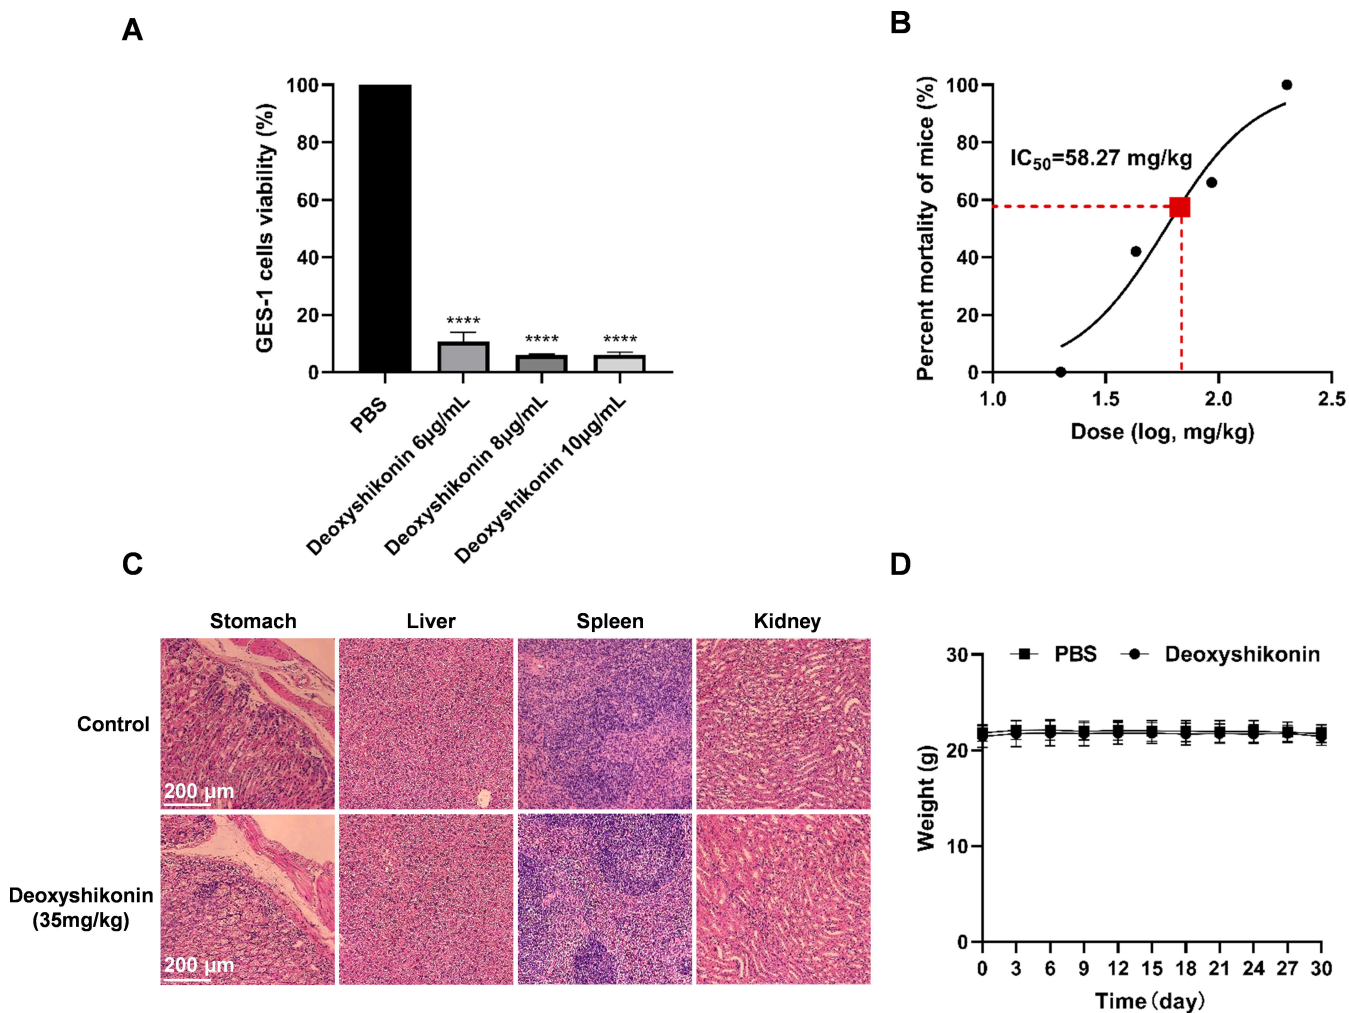 A
GES-1 cells viability (%)
100
80
60
40
20
0
****
****
****
PBS
Deoxyshikonin 6μg/mL
Deoxyshikonin 8μg/mL
Deoxyshikonin 10μg/mL
B
Percent mortality of mice (%)
100
80
60
40
20
0
IC50=58.27 mg/kg
1.0
1.5
2.0
2.5
Dose (log, mg/kg)
C
Stomach
Liver
Spleen
Kidney
Control
200 μm
Deoxyshikonin
(35mg/kg)
200 μm
D
PBS
Deoxyshikonin
Weight (g)
30
20
10
0
0 3 6 9 12 15 18 21 24 27 30
Time (day)